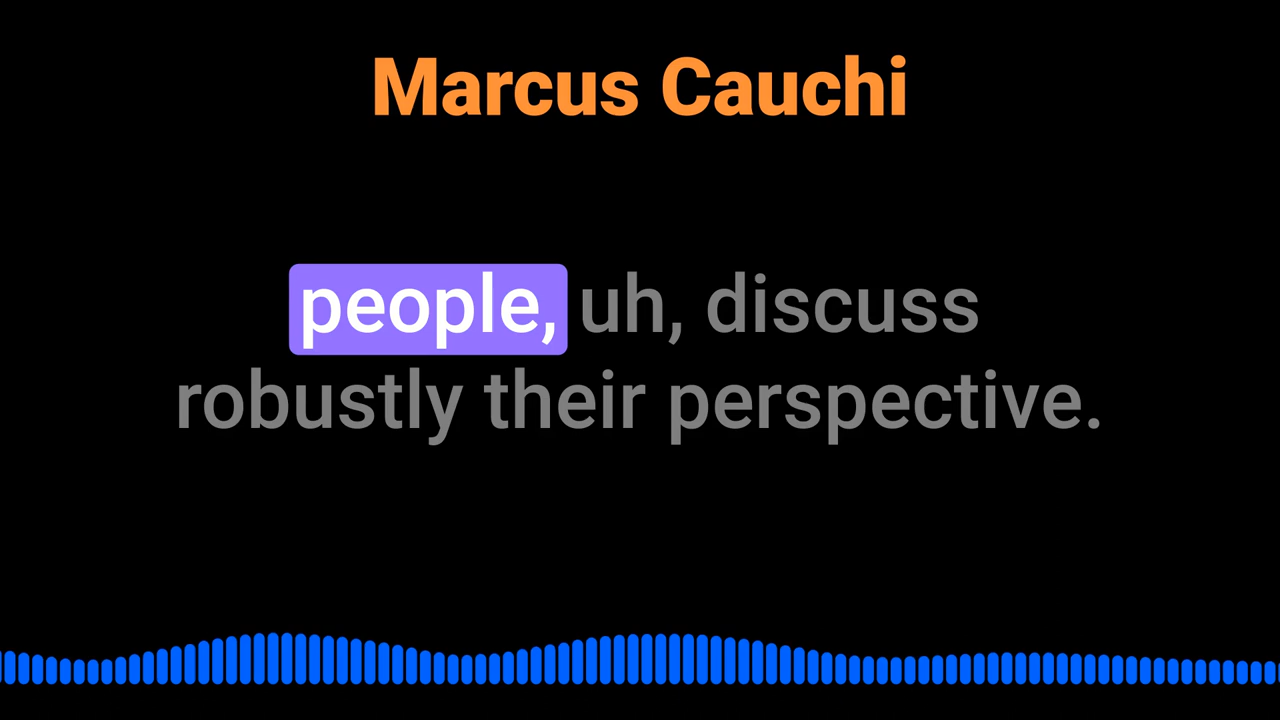 Marcus Cauchi
people, uh, discuss
robustly their perspective.